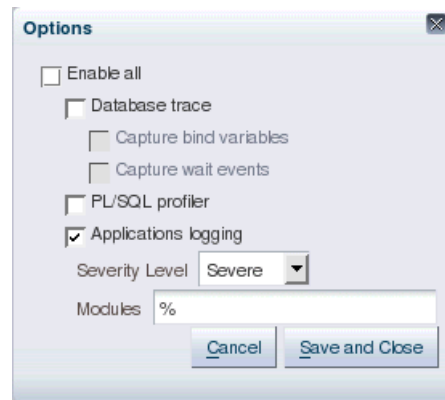 Options
Enable all
Database trace
Capture bind variables
Capture wait events
PL/SQL profiler
Applications logging
Severity Level Severe
Modules %
Cancel Save and Close